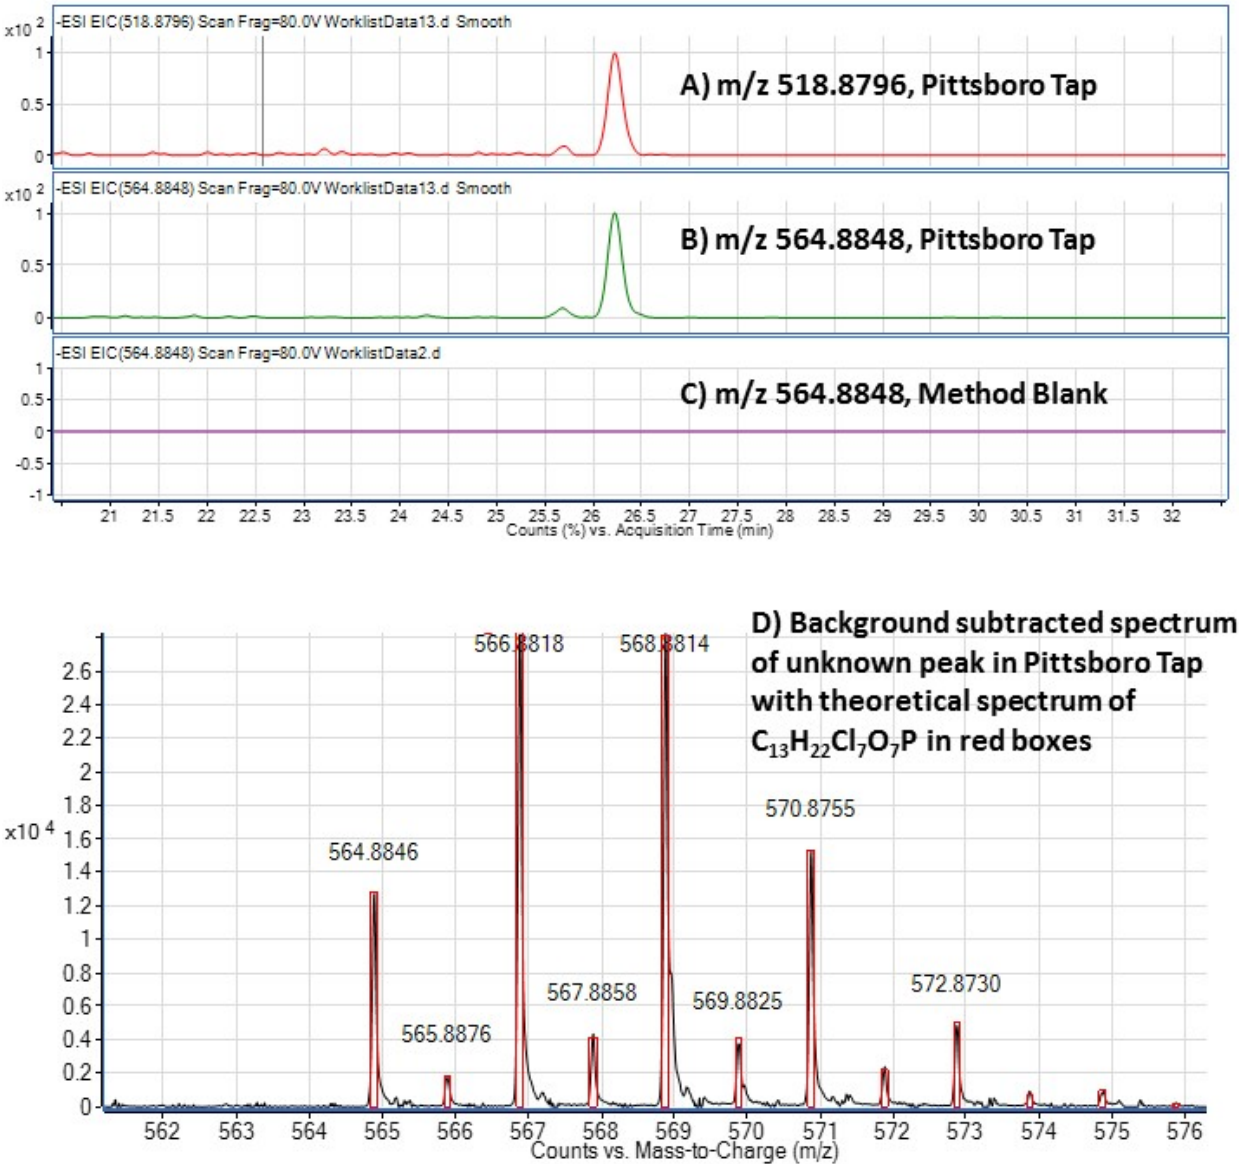 -ESI EIC(518.8796) Scan Frag=80.0V WorklistData13.d Smooth
x10 2
1
0.5
0
A) m/z 518.8796, Pittsboro Tap
-ESI EIC(564.8848) Scan Frag=80.0V WorklistData13.d Smooth
x10 2
1
0.5
0
B) m/z 564.8848, Pittsboro Tap
-ESI EIC(564.8848) Scan Frag=80.0V WorklistData2.d
1
0.5
0
-0.5
-1
C) m/z 564.8848, Method Blank
21 21.5 22 22.5 23 23.5 24 24.5 25 25.5 26 26.5 27 27.5 28 28.5 29 29.5 30 30.5 31 31.5 32
Counts (%) vs. Acquisition Time (min)
D) Background subtracted spectrum
of unknown peak in Pittsboro Tap
with theoretical spectrum of
C₁₃H₂₂Cl₇O₇P in red boxes
x10 4
2.6
2.4
2.2
2
1.8
1.6
1.4
1.2
1
0.8
0.6
0.4
0.2
0
564.8846
565.8876
566.8818
567.8858
568.8814
569.8825
570.8755
572.8730
562 563 564 565 566 567 568 569 570 571 572 573 574 575 576
Counts vs. Mass-to-Charge (m/z)